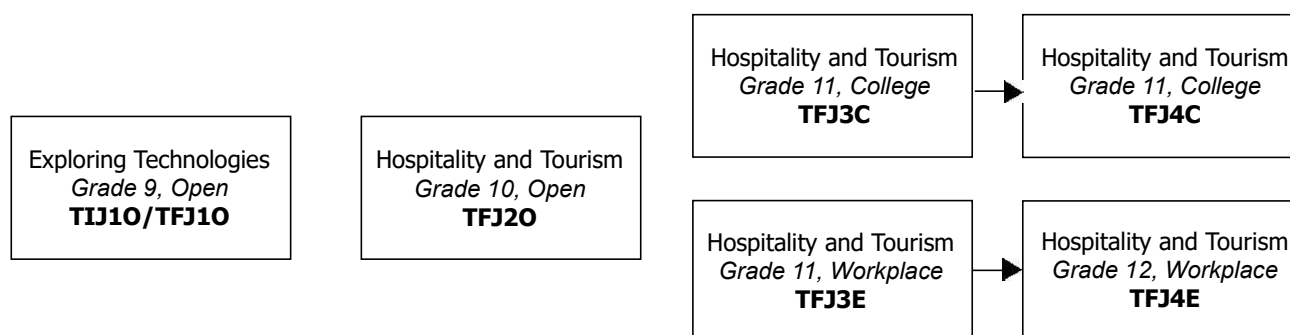 Exploring Technologies
Grade 9, Open
TIJ1O/TFJ1O
Hospitality and Tourism
Grade 10, Open
TFJ2O
Hospitality and Tourism
Grade 11, College
TFJ3C
Hospitality and Tourism
Grade 11, College
TFJ4C
Hospitality and Tourism
Grade 11, Workplace
TFJ3E
Hospitality and Tourism
Grade 12, Workplace
TFJ4E